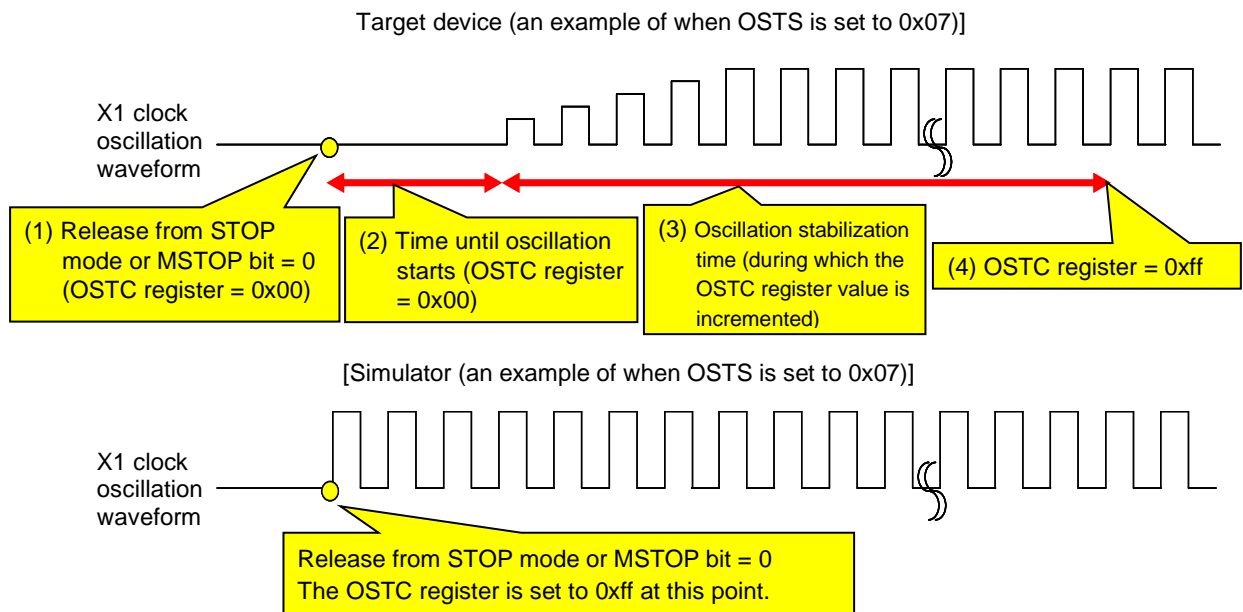 Target device (an example of when OSTS is set to 0x07)]
X1 clock
oscillation
waveform
(1) Release from STOP
mode or MSTOP bit = 0
(OSTC register = 0x00)
(2) Time until oscillation
starts (OSTC register
= 0x00)
(3) Oscillation stabilization
time (during which the
OSTC register value is
incremented)
(4) OSTC register = 0xff
[Simulator (an example of when OSTS is set to 0x07)]
X1 clock
oscillation
waveform
Release from STOP mode or MSTOP bit = 0
The OSTC register is set to 0xff at this point.